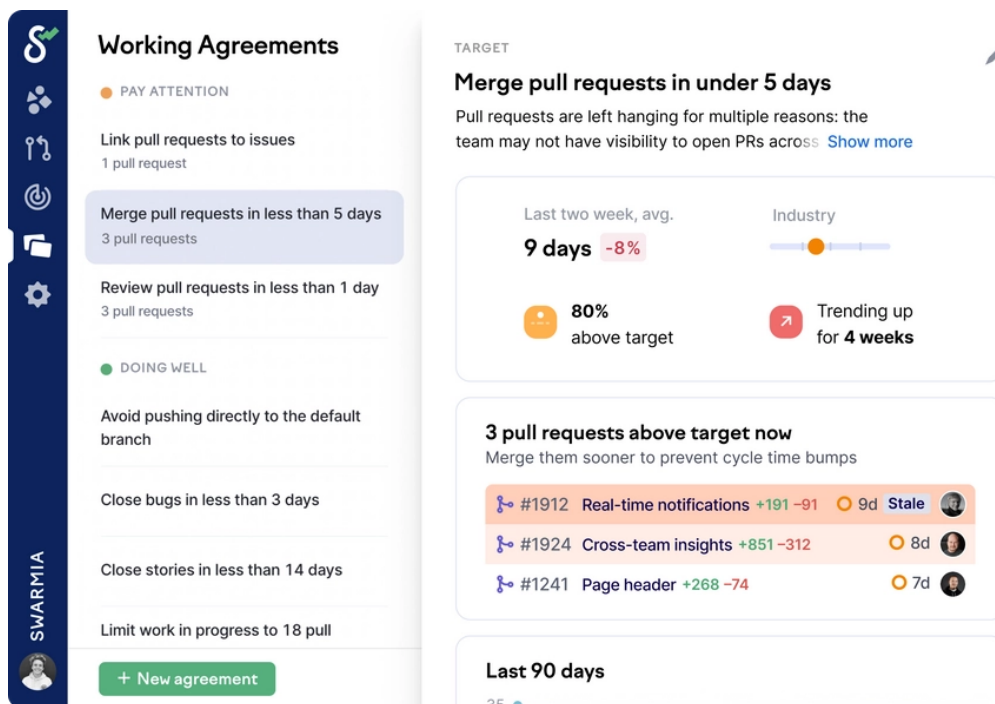 Working Agreements
PAY ATTENTION
Link pull requests to issues
1 pull request
Merge pull requests in less than 5 days
3 pull requests
Review pull requests in less than 1 day
3 pull requests
DOING WELL
Avoid pushing directly to the default
branch
Close bugs in less than 3 days
Close stories in less than 14 days
Limit work in progress to 18 pull
+ New agreement
SWARMIA
TARGET
Merge pull requests in under 5 days
Pull requests are left hanging for multiple reasons: the
team may not have visibility to open PRs across Show more
Last two week, avg.
9 days -8%
Industry
80%
above target
Trending up
for 4 weeks
3 pull requests above target now
Merge them sooner to prevent cycle time bumps
#1912 Real-time notifications +191 −91 9d Stale
#1924 Cross-team insights +851 −312 8d
#1241 Page header +268 −74 7d
Last 90 days